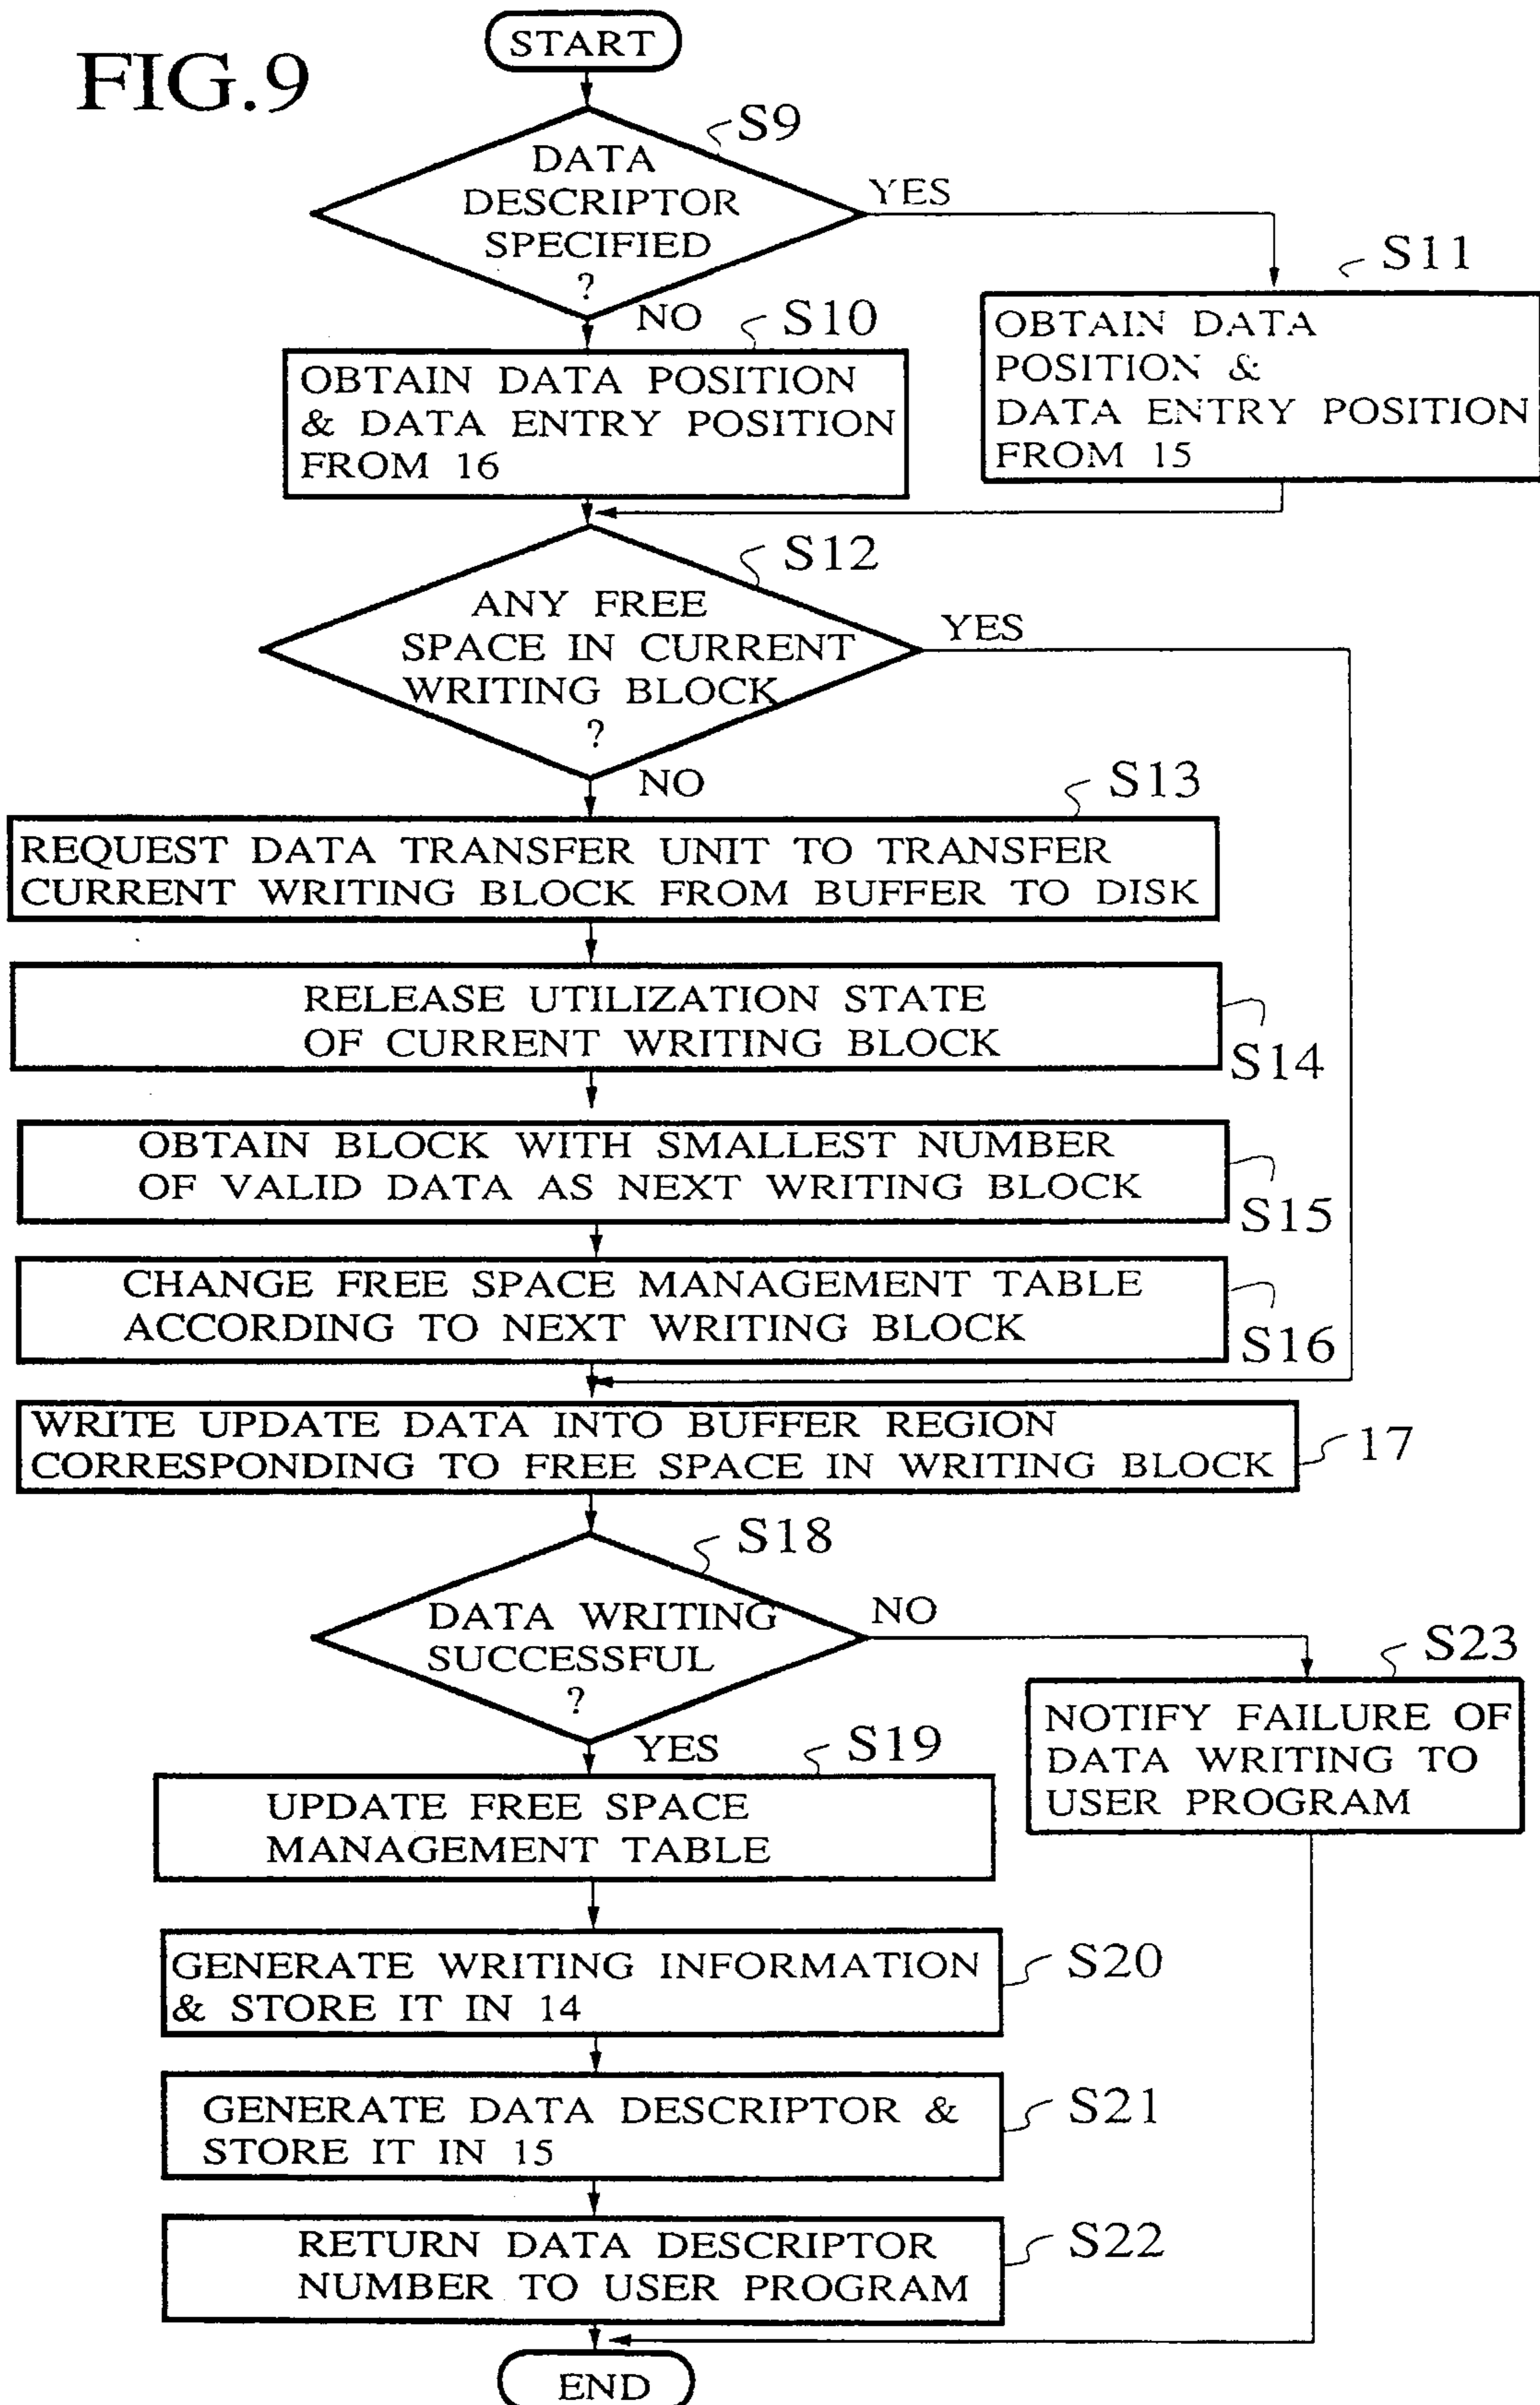 FIG.9
START
S9
DATA
DESCRIPTOR
SPECIFIED
?
YES
NO
S10
OBTAIN DATA POSITION
& DATA ENTRY POSITION
FROM 16
S11
OBTAIN DATA
POSITION &
DATA ENTRY POSITION
FROM 15
S12
ANY FREE
SPACE IN CURRENT
WRITING BLOCK
?
YES
NO
S13
REQUEST DATA TRANSFER UNIT TO TRANSFER
CURRENT WRITING BLOCK FROM BUFFER TO DISK
RELEASE UTILIZATION STATE
OF CURRENT WRITING BLOCK
S14
OBTAIN BLOCK WITH SMALLEST NUMBER
OF VALID DATA AS NEXT WRITING BLOCK
S15
CHANGE FREE SPACE MANAGEMENT TABLE
ACCORDING TO NEXT WRITING BLOCK
S16
WRITE UPDATE DATA INTO BUFFER REGION
CORRESPONDING TO FREE SPACE IN WRITING BLOCK
17
S18
DATA WRITING
SUCCESSFUL
?
NO
YES
S23
NOTIFY FAILURE OF
DATA WRITING TO
USER PROGRAM
S19
UPDATE FREE SPACE
MANAGEMENT TABLE
GENERATE WRITING INFORMATION
& STORE IT IN 14
S20
GENERATE DATA DESCRIPTOR &
STORE IT IN 15
S21
RETURN DATA DESCRIPTOR
NUMBER TO USER PROGRAM
S22
END